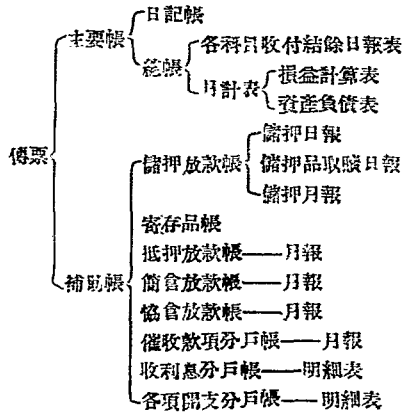 日記帳
主要帳
各科目收付結餘日報表
總帳
損益計算表
月計表
資產負債表
傳票
儲押日報
儲押放款帳
儲押品取贖日報
儲押月報
寄存品帳
抵押放款帳——月報
補助帳
簡倉放款帳——月報
協倉放款帳——月報
催收款項分戶帳——月報
收利息分戶帳——明細表
各項開支分戶帳——明細表